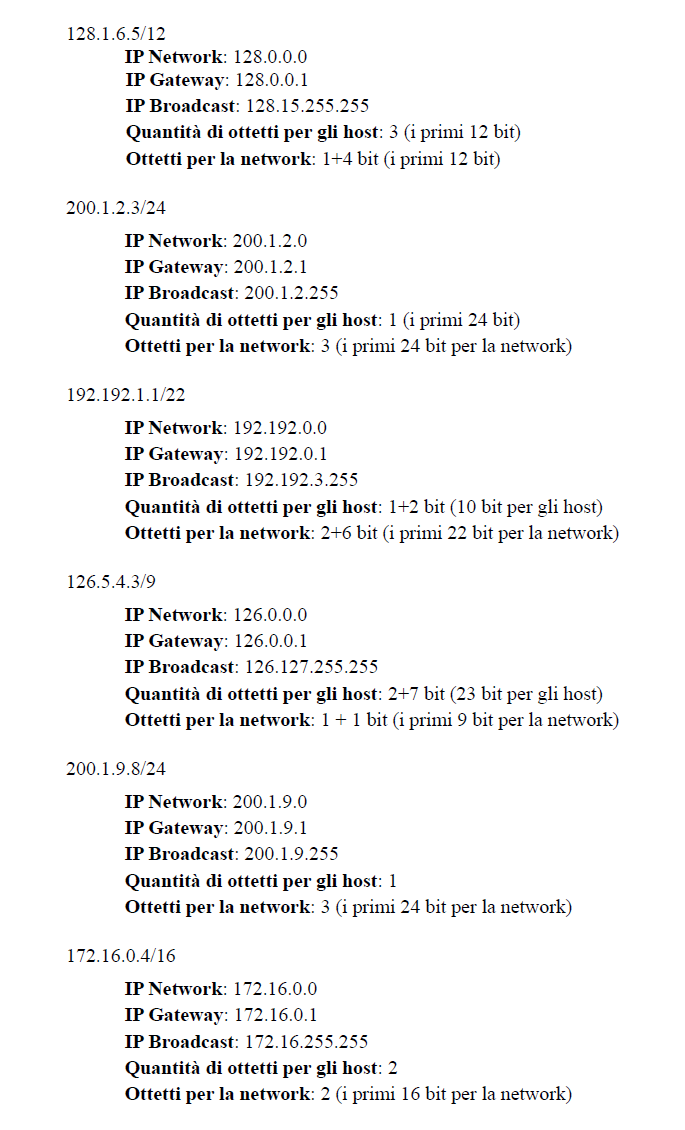 128.1.6.5/12
IP Network: 128.0.0.0
IP Gateway: 128.0.0.1
IP Broadcast: 128.15.255.255
Quantità di ottetti per gli host: 3 (i primi 12 bit)
Ottetti per la network: 1+4 bit (i primi 12 bit)
200.1.2.3/24
IP Network: 200.1.2.0
IP Gateway: 200.1.2.1
IP Broadcast: 200.1.2.255
Quantità di ottetti per gli host: 1 (i primi 24 bit)
Ottetti per la network: 3 (i primi 24 bit per la network)
192.192.1.1/22
IP Network: 192.192.0.0
IP Gateway: 192.192.0.1
IP Broadcast: 192.192.3.255
Quantità di ottetti per gli host: 1+2 bit (10 bit per gli host)
Ottetti per la network: 2+6 bit (i primi 22 bit per la network)
126.5.4.3/9
IP Network: 126.0.0.0
IP Gateway: 126.0.0.1
IP Broadcast: 126.127.255.255
Quantità di ottetti per gli host: 2+7 bit (23 bit per gli host)
Ottetti per la network: 1 + 1 bit (i primi 9 bit per la network)
200.1.9.8/24
IP Network: 200.1.9.0
IP Gateway: 200.1.9.1
IP Broadcast: 200.1.9.255
Quantità di ottetti per gli host: 1
Ottetti per la network: 3 (i primi 24 bit per la network)
172.16.0.4/16
IP Network: 172.16.0.0
IP Gateway: 172.16.0.1
IP Broadcast: 172.16.255.255
Quantità di ottetti per gli host: 2
Ottetti per la network: 2 (i primi 16 bit per la network)